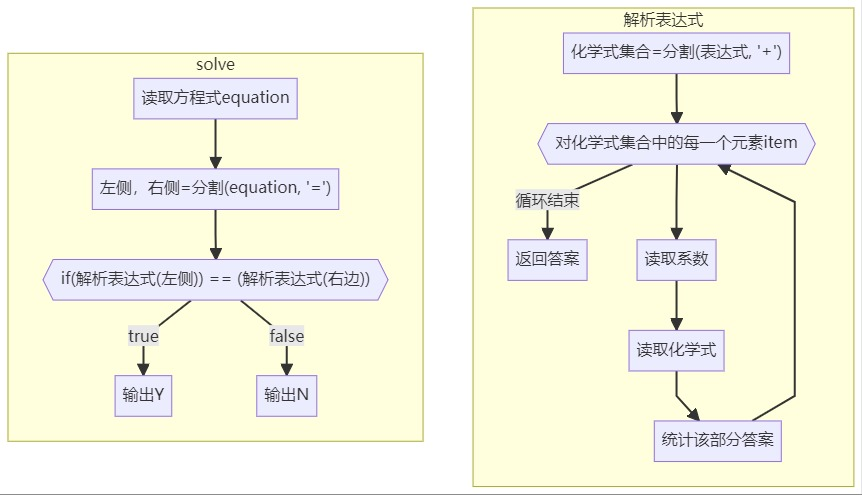 solve
读取方程式equation
左侧，右侧=分割(equation, '=')
if(解析表达式(左侧)) == (解析表达式(右边))
true
false
输出Y
输出N
解析表达式
化学式集合=分割(表达式, '+')
对化学式集合中的每一个元素item
循环结束
返回答案
读取系数
读取化学式
统计该部分答案